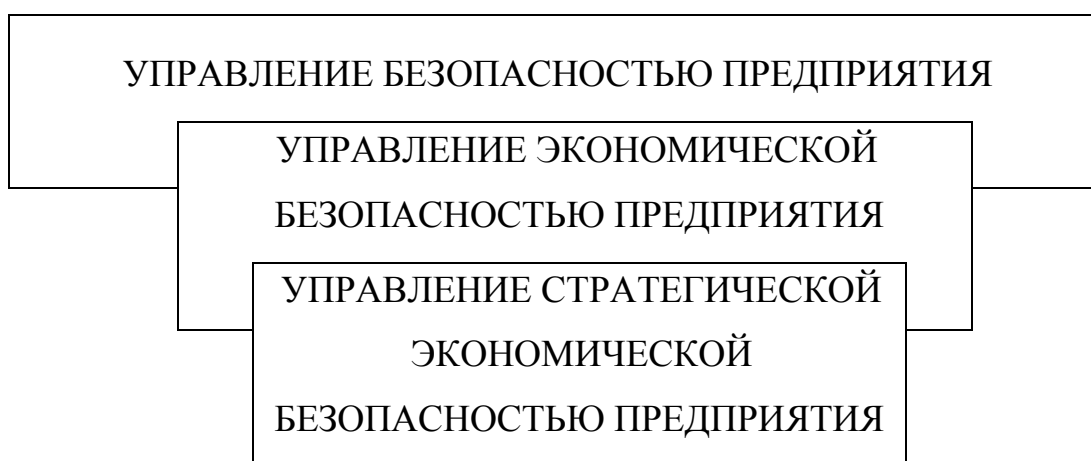 УПРАВЛЕНИЕ БЕЗОПАСНОСТЬЮ ПРЕДПРИЯТИЯ
УПРАВЛЕНИЕ ЭКОНОМИЧЕСКОЙ
БЕЗОПАСНОСТЬЮ ПРЕДПРИЯТИЯ
УПРАВЛЕНИЕ СТРАТЕГИЧЕСКОЙ
ЭКОНОМИЧЕСКОЙ
БЕЗОПАСНОСТЬЮ ПРЕДПРИЯТИЯ